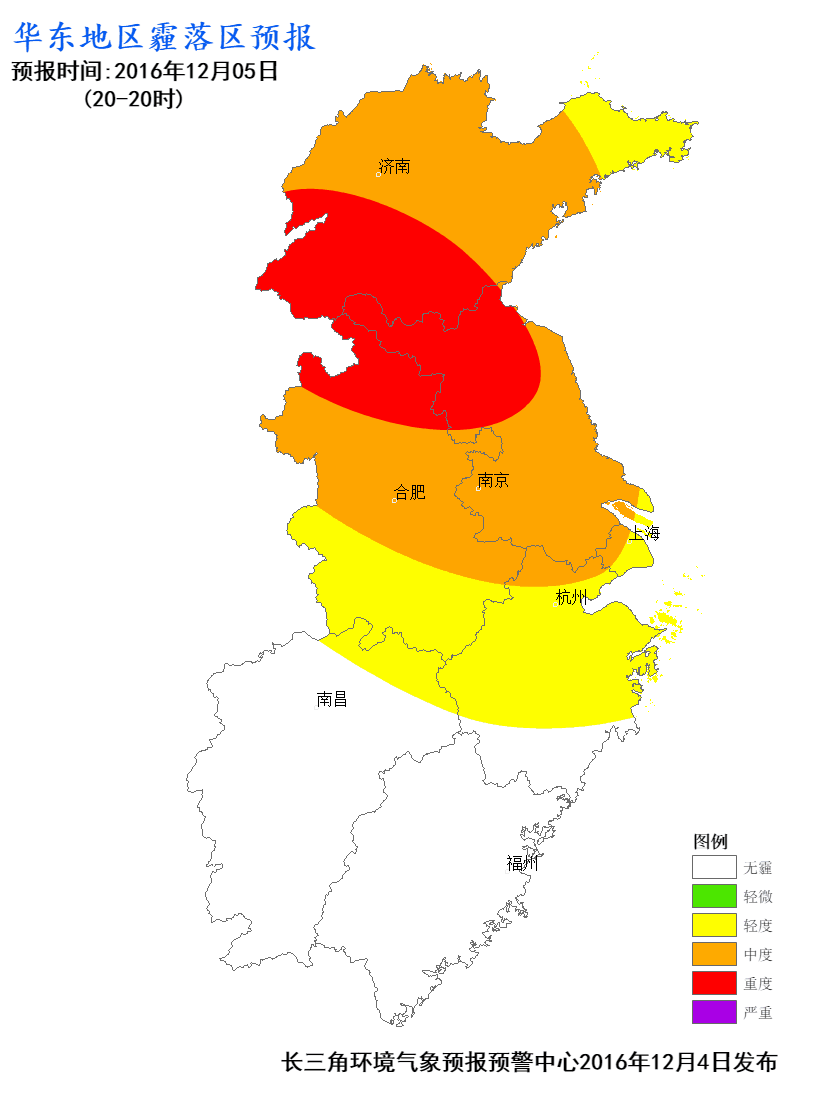 华东地区霾落区预报
预报时间:2016年12月05日
(20-20时)
济南
合肥
南京
上海
杭州
南昌
福州
图例
无霾
轻微
轻度
中度
重度
严重
长三角环境气象预报预警中心2016年12月4日发布